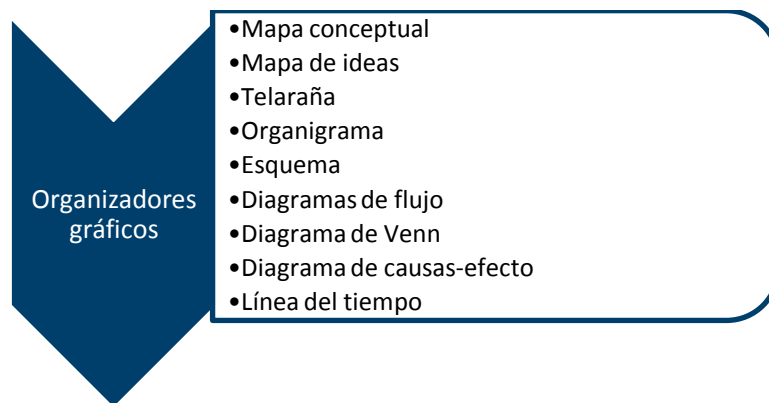 Organizadores
gráficos
•Mapa conceptual
•Mapa de ideas
•Telaraña
•Organigrama
•Esquema
•Diagramas de flujo
•Diagrama de Venn
•Diagrama de causas-efecto
•Línea del tiempo